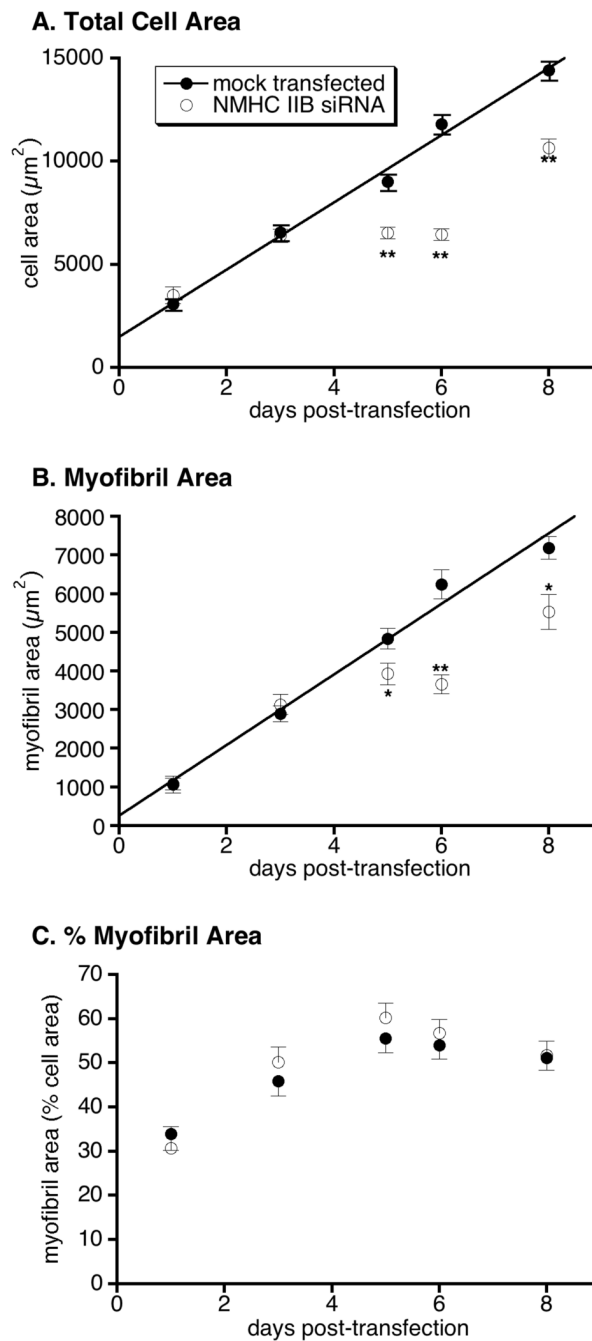 A. Total Cell Area
15000
10000
5000
0
cell area (µm²)
mock transfected
NMHC IIB siRNA
**
**
**
0 2 4 6 8
days post-transfection
B. Myofibril Area
8000
7000
6000
5000
4000
3000
2000
1000
0
myofibril area (µm²)
*
**
*
0 2 4 6 8
days post-transfection
C. % Myofibril Area
70
60
50
40
30
20
10
0
myofibril area (% cell area)
0 2 4 6 8
days post-transfection